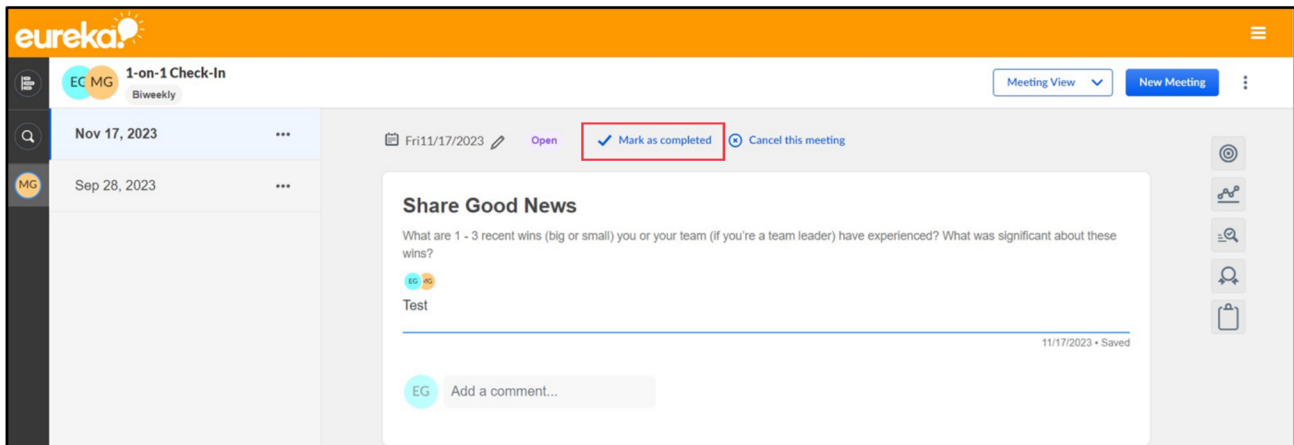 eureka!
EG MG 1-on-1 Check-In
Biweekly
Meeting View New Meeting
Nov 17, 2023
Fri11/17/2023 Open Mark as completed Cancel this meeting
MG Sep 28, 2023
Share Good News
What are 1 - 3 recent wins (big or small) you or your team (if you're a team leader) have experienced? What was significant about these
wins?
EG MG
Test
11/17/2023 • Saved
EG Add a comment...